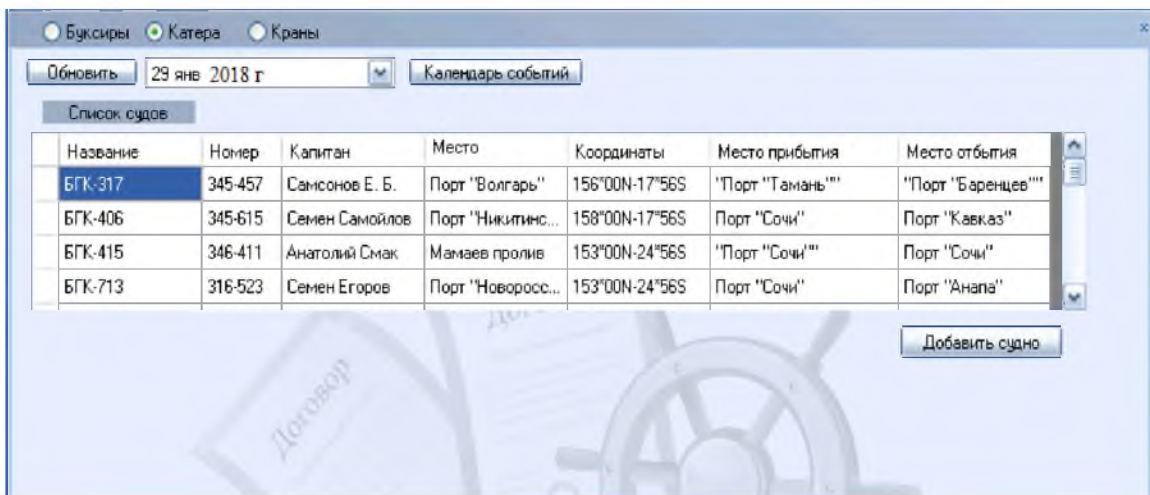 Буксиры Катера Краны
Обновить 29 янв 2018 г Календарь событий
Список судов
Название Номер Капитан Место Координаты Место прибытия Место отбытия
БГК-317 345-457 Самсонов Е. Б. Порт "Волгарь" 156"00N-17"56S "Порт "Тамань"" "Порт "Баренцев""
БГК-406 345-615 Семен Самойлов Порт "Никитинс... 158"00N-17"56S Порт "Сочи" Порт "Кавказ"
БГК-415 346-411 Анатолий Смак Мамаев пролив 153"00N-24"56S "Порт "Сочи"" Порт "Сочи"
БГК-713 316-523 Семен Егоров Порт "Новоросс... 153"00N-24"56S Порт "Сочи" Порт "Анапа"
Добавить судно
Договор